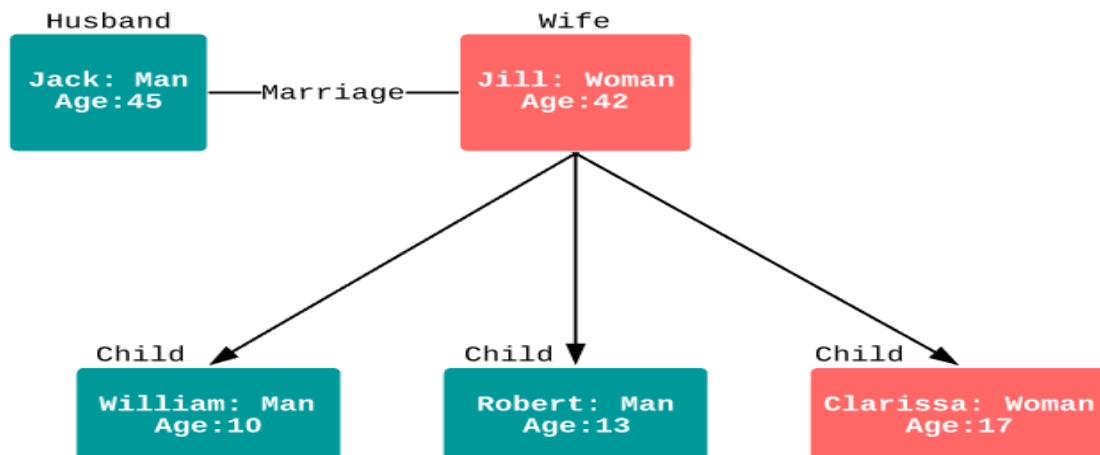 Husband
Wife
Jack: Man
Age:45
Marriage
Jill: Woman
Age:42
Child
Child
Child
William: Man
Age:10
Robert: Man
Age:13
Clarissa: Woman
Age:17